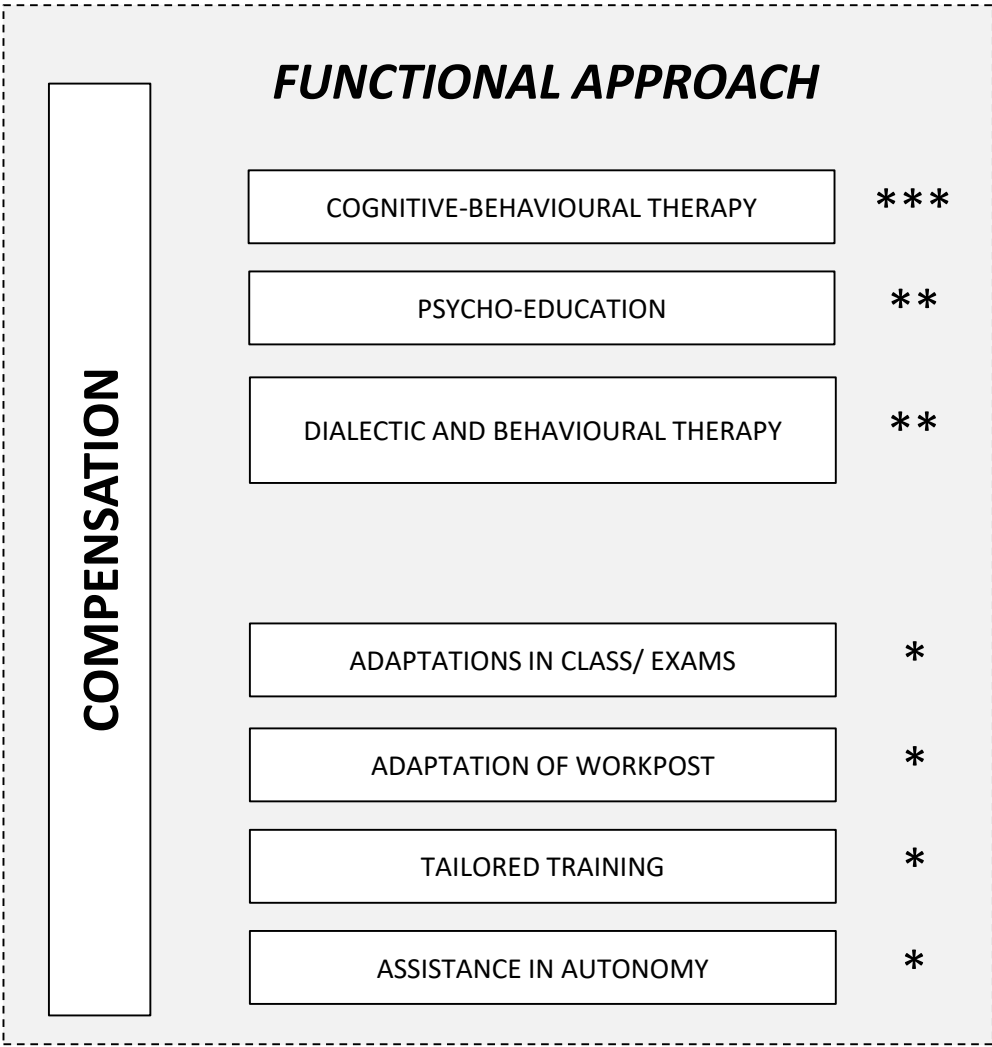 FUNCTIONAL APPROACH
COMPENSATION
COGNITIVE-BEHAVIOURAL THERAPY ***
PSYCHO-EDUCATION **
DIALECTIC AND BEHAVIOURAL THERAPY **
ADAPTATIONS IN CLASS/ EXAMS *
ADAPTATION OF WORKPOST *
TAILORED TRAINING *
ASSISTANCE IN AUTONOMY *